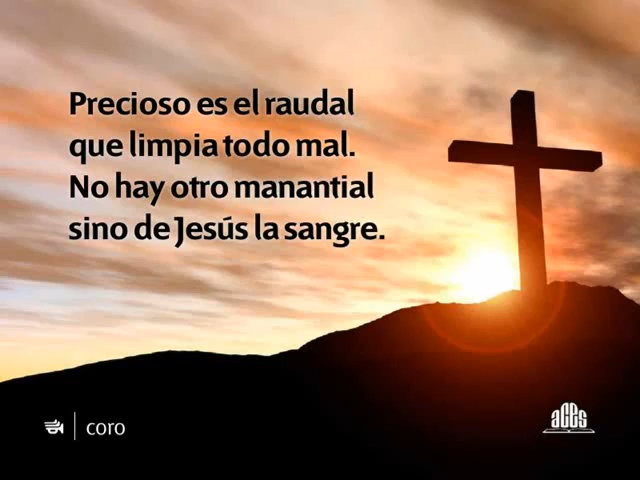 Precioso es el raudal
que limpia todo mal.
No hay otro manantial
sino de Jesús la sangre.
coro
aces